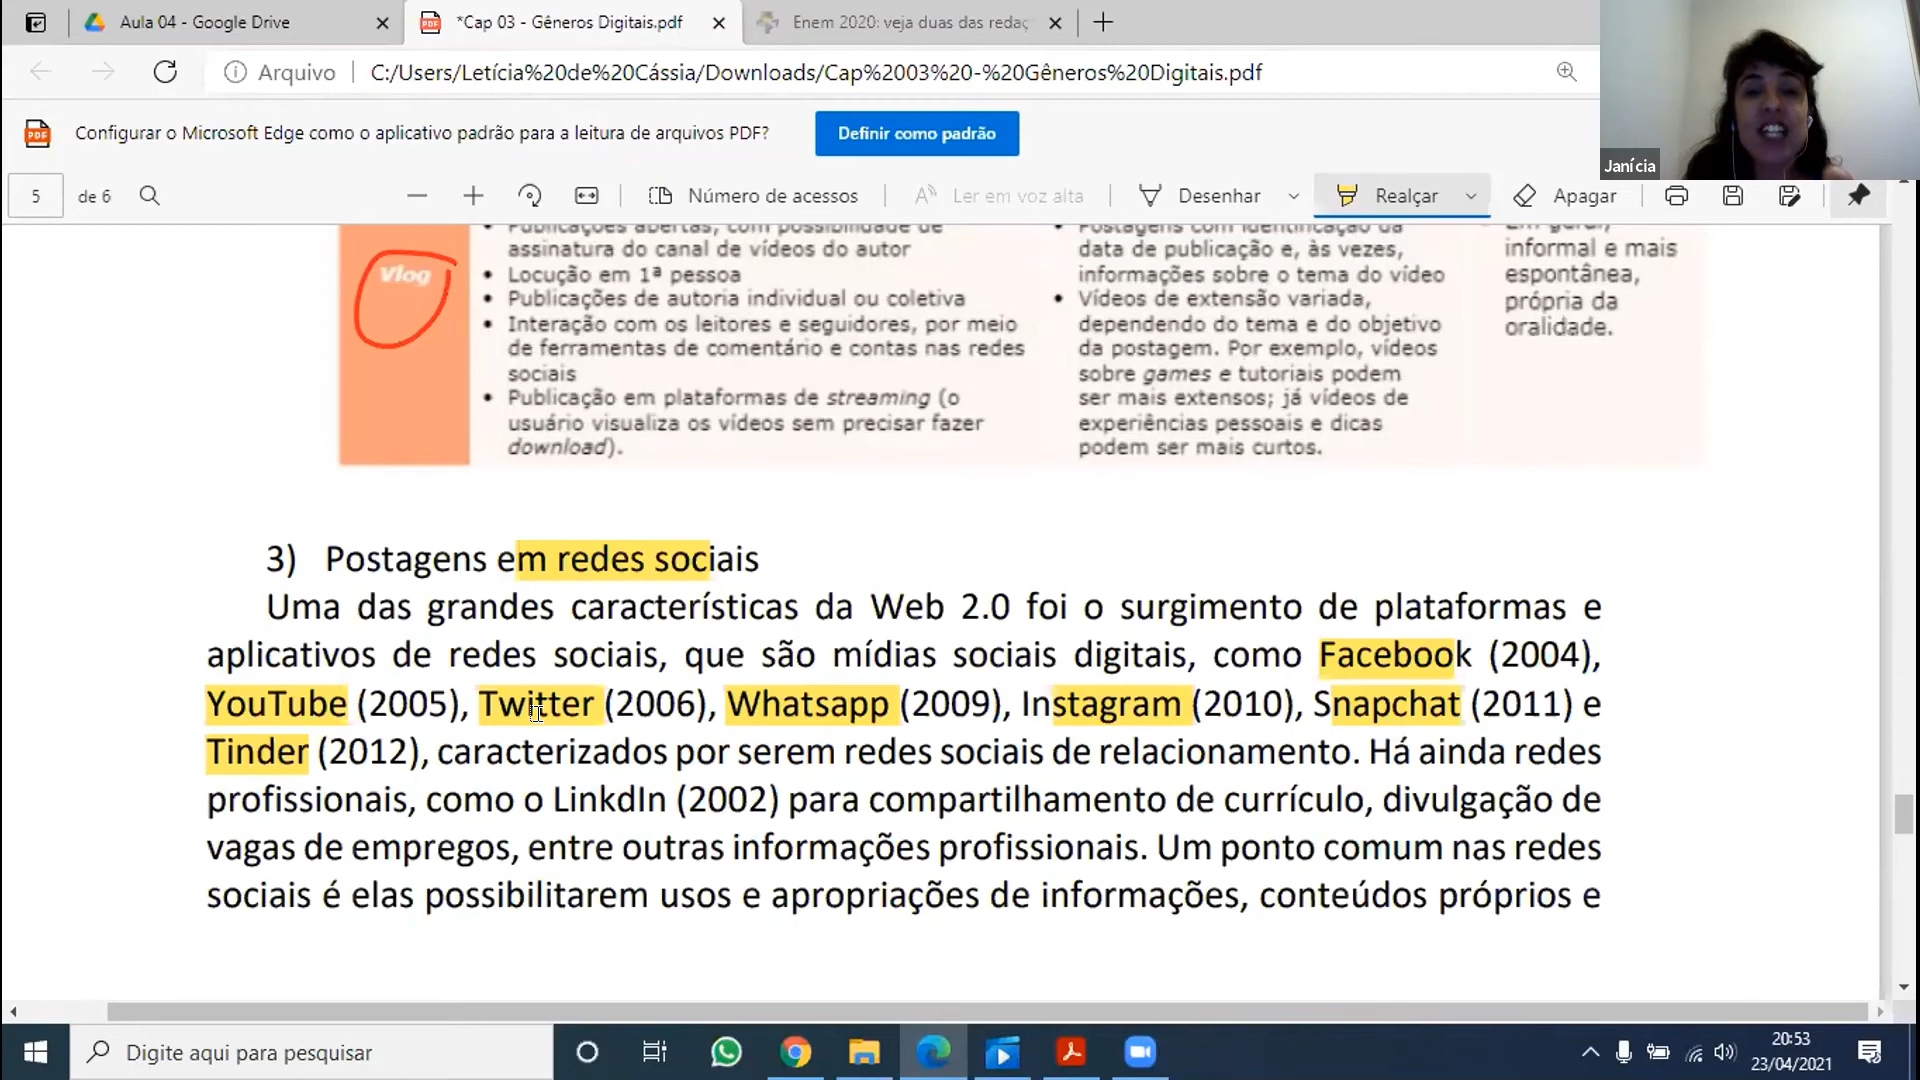 Aula 04 - Google Drive
*Cap 03 - Gêneros Digitais.pdf
Enem 2020: veja duas das redaç
Arquivo
C:/Users/Letícia%20de%20Cássia/Downloads/Cap%2003%20-%20Gêneros%20Digitais.pdf
Configurar o Microsoft Edge como o aplicativo padrão para a leitura de arquivos PDF?
Definir como padrão
Janícia
5 de 6
Número de acessos
Ler em voz alta
Desenhar
Realçar
Apagar
Vlog
• Publicações abertas, com possibilidade de
assinatura do canal de vídeos do autor
• Locução em 1ª pessoa
• Publicações de autoria individual ou coletiva
• Interação com os leitores e seguidores, por meio
de ferramentas de comentário e contas nas redes
sociais
• Publicação em plataformas de streaming (o
usuário visualiza os vídeos sem precisar fazer
download).
• Postagens com identificação da
data de publicação e, às vezes,
informações sobre o tema do vídeo
• Vídeos de extensão variada,
dependendo do tema e do objetivo
da postagem. Por exemplo, vídeos
sobre games e tutoriais podem
ser mais extensos; já vídeos de
experiências pessoais e dicas
podem ser mais curtos.
Em geral,
informal e mais
espontânea,
própria da
oralidade.
3) Postagens em redes sociais
Uma das grandes características da Web 2.0 foi o surgimento de plataformas e
aplicativos de redes sociais, que são mídias sociais digitais, como Facebook (2004),
YouTube (2005), Twitter (2006), Whatsapp (2009), Instagram (2010), Snapchat (2011) e
Tinder (2012), caracterizados por serem redes sociais de relacionamento. Há ainda redes
profissionais, como o LinkdIn (2002) para compartilhamento de currículo, divulgação de
vagas de empregos, entre outras informações profissionais. Um ponto comum nas redes
sociais é elas possibilitarem usos e apropriações de informações, conteúdos próprios e
Digite aqui para pesquisar
20:53
23/04/2021